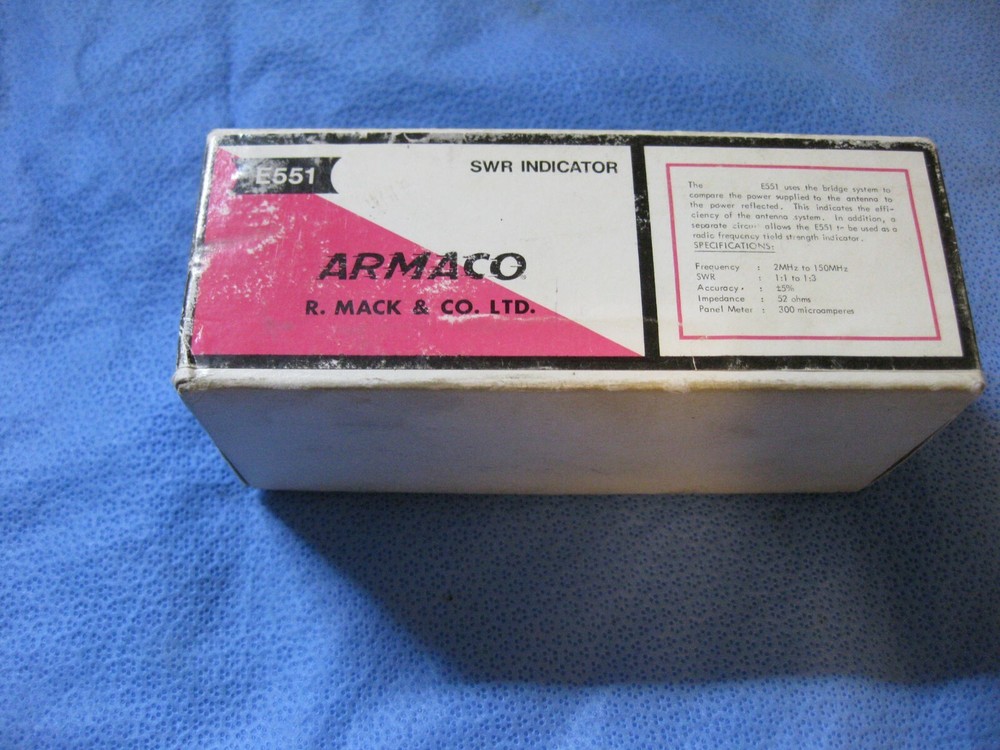 E551
SWR INDICATOR
ARMACO
R. MACK & CO. LTD.
The E551 uses the bridge system to
compare the power supplied to the antenna to
the power reflected. This indicates the effi-
ciency of the antenna system. In addition, a
separate circuit allows the E551 to be used as a
radio frequency field strength indicator.
SPECIFICATIONS:
Frequency : 2MHz to 150MHz
SWR : 1:1 to 1:3
Accuracy : ±5%
Impedance : 52 ohms
Panel Meter : 300 microamperes